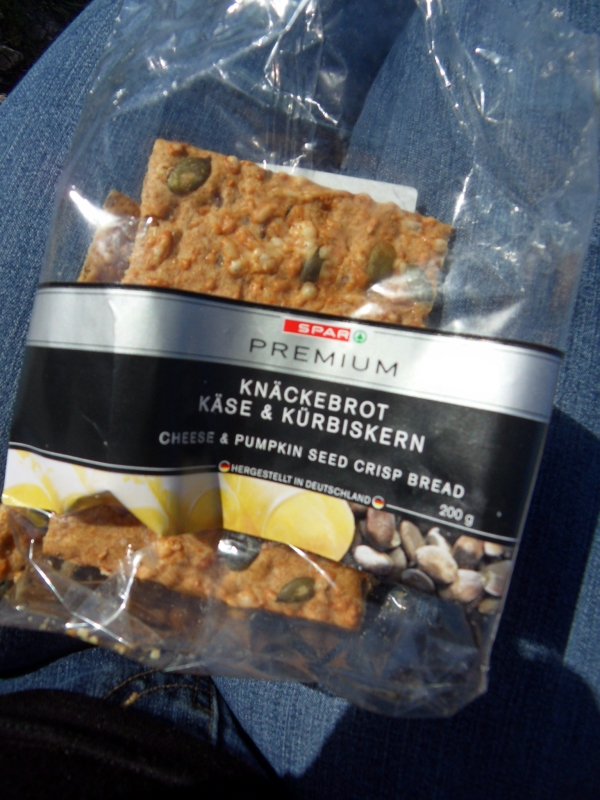 SPAR
PREMIUM
KNÄCKEBROT
KÄSE & KÜRBISKERN
CHEESE & PUMPKIN SEED CRISP BREAD
HERGESTELLT IN DEUTSCHLAND
200 g